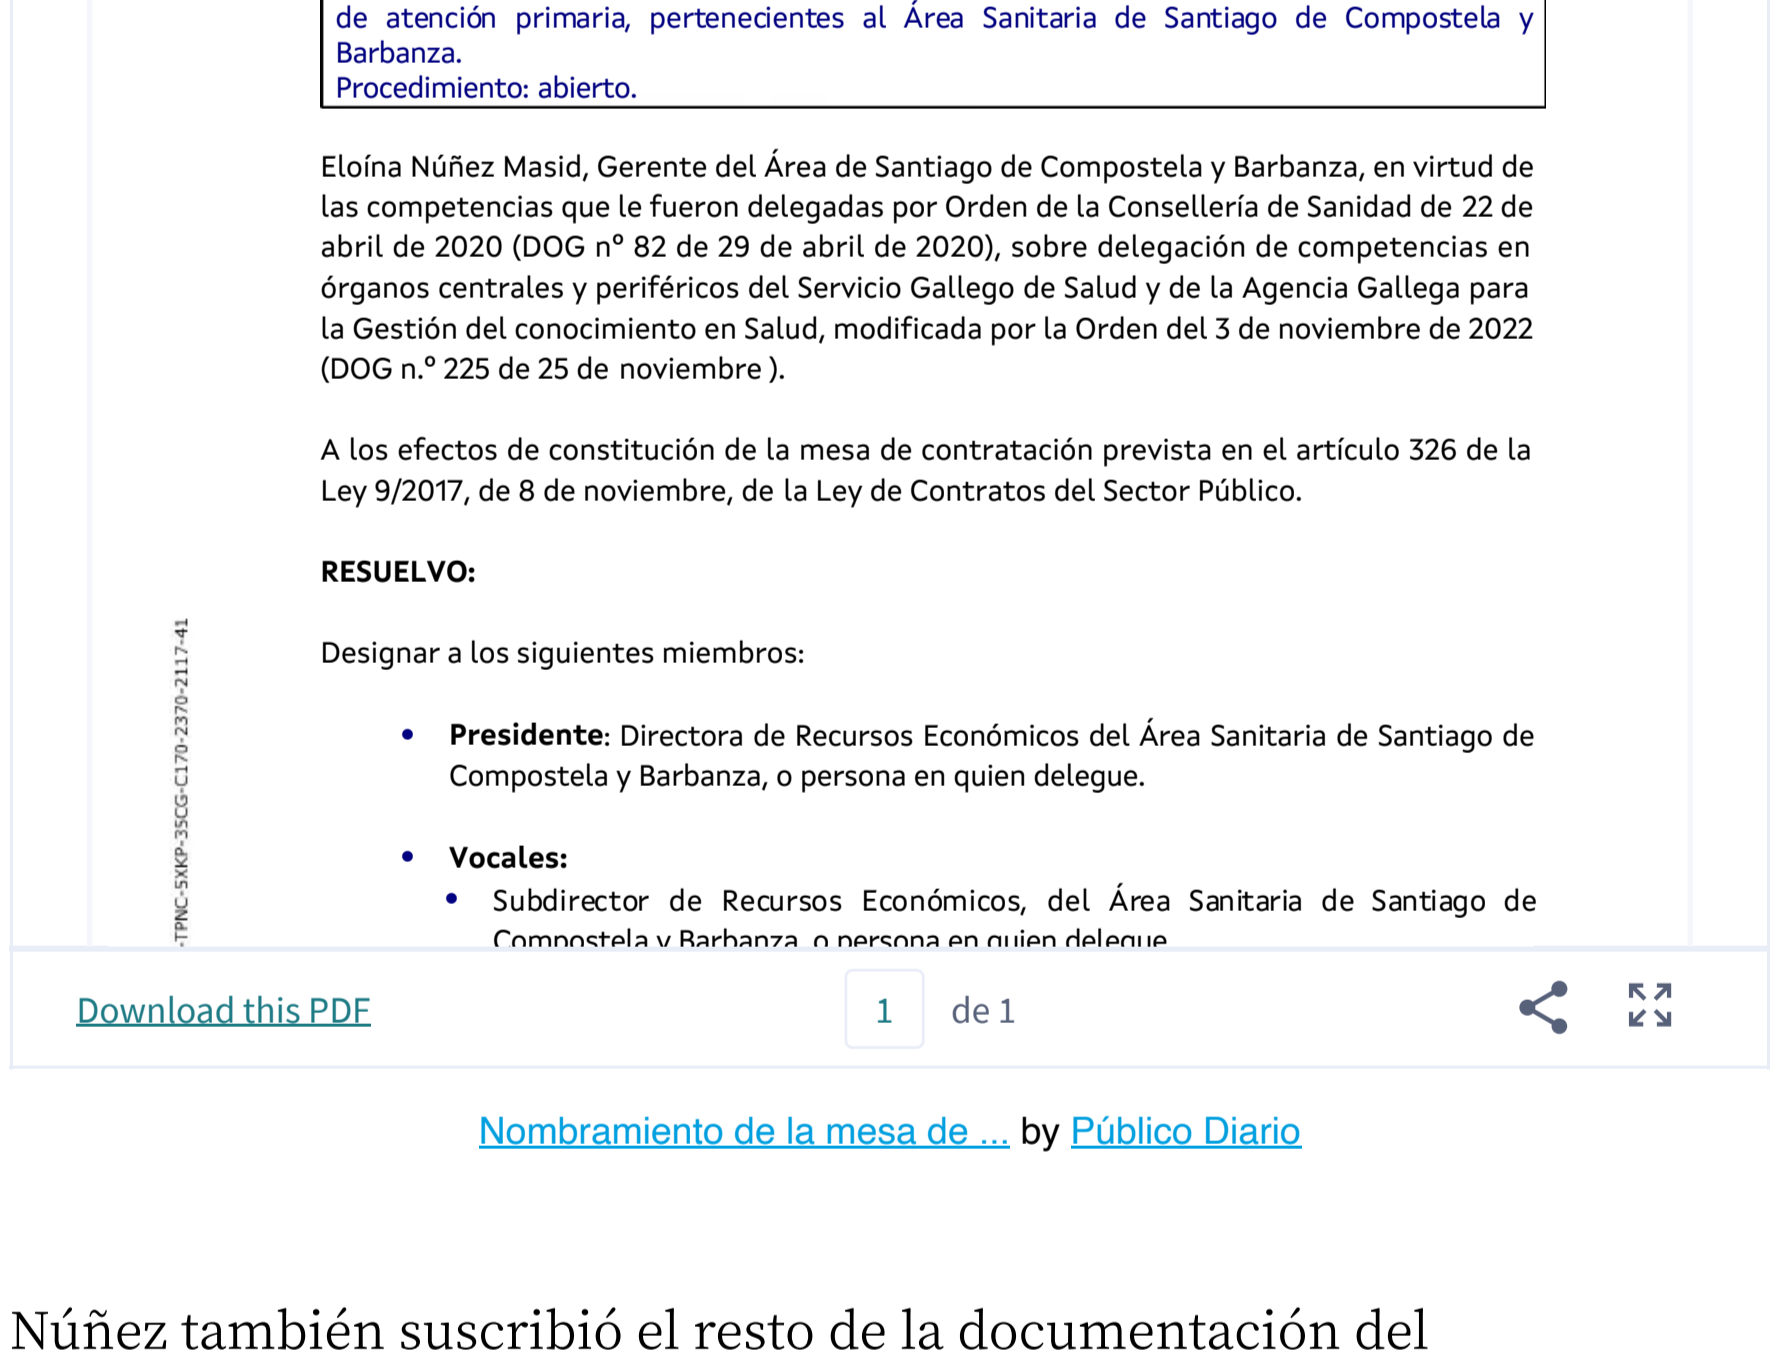 de atención primaria, pertenecientes al Área Sanitaria de Santiago de Compostela y
Barbanza.
Procedimiento: abierto.
Eloína Núñez Masid, Gerente del Área de Santiago de Compostela y Barbanza, en virtud de
las competencias que le fueron delegadas por Orden de la Consellería de Sanidad de 22 de
abril de 2020 (DOG nº 82 de 29 de abril de 2020), sobre delegación de competencias en
órganos centrales y periféricos del Servicio Gallego de Salud y de la Agencia Gallega para
la Gestión del conocimiento en Salud, modificada por la Orden del 3 de noviembre de 2022
(DOG n.º 225 de 25 de noviembre ).
A los efectos de constitución de la mesa de contratación prevista en el artículo 326 de la
Ley 9/2017, de 8 de noviembre, de la Ley de Contratos del Sector Público.
RESUELVO:
Designar a los siguientes miembros:
• Presidente: Directora de Recursos Económicos del Área Sanitaria de Santiago de
Compostela y Barbanza, o persona en quien delegue.
• Vocales:
• Subdirector de Recursos Económicos, del Área Sanitaria de Santiago de
Compostela y Barbanza, o persona en quien delegue
-TPNC-5XKP-35CG-C170-2370-2117-41
Download this PDF
1 de 1
Nombramiento de la mesa de ... by Público Diario
Núñez también suscribió el resto de la documentación del